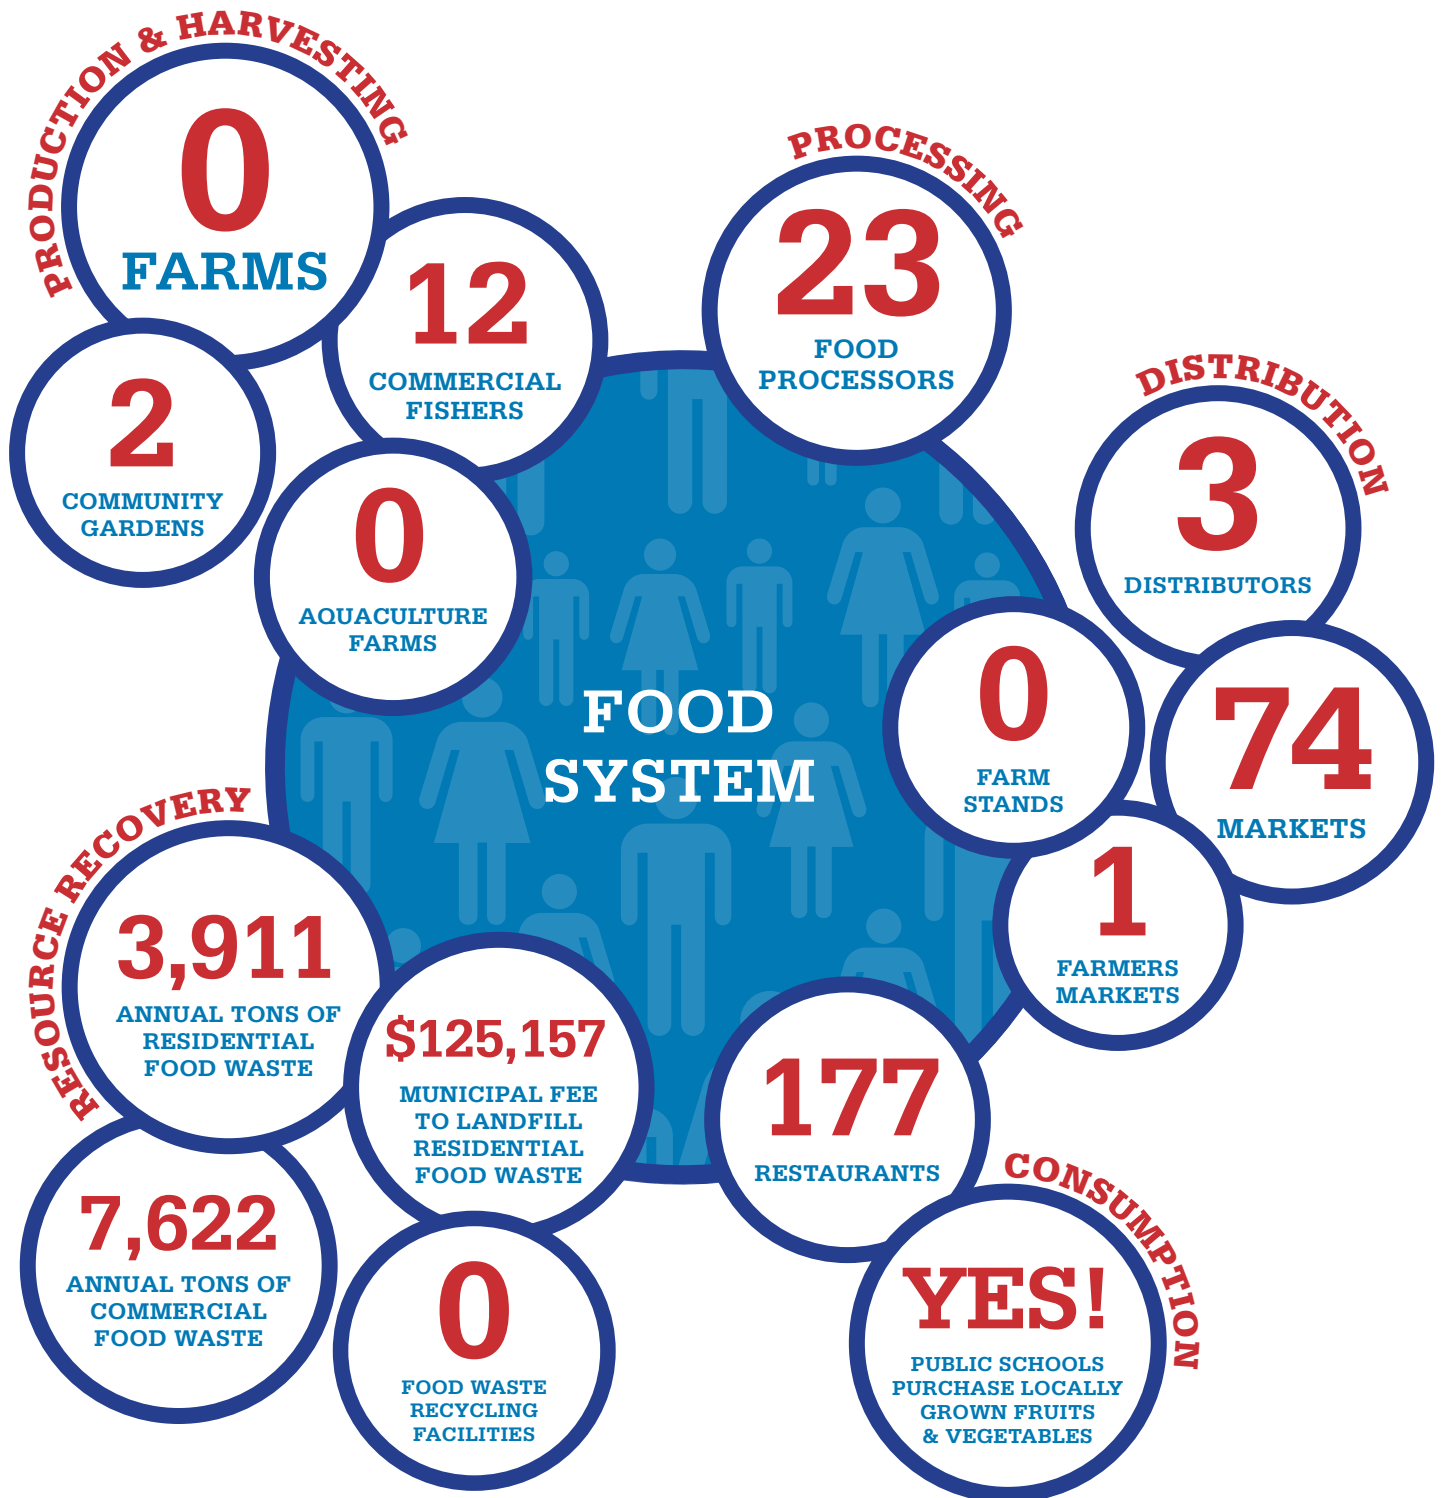 PRODUCTION & HARVESTING
0
FARMS
12
COMMERCIAL
FISHERS
2
COMMUNITY
GARDENS
0
AQUACULTURE
FARMS
PROCESSING
23
FOOD
PROCESSORS
DISTRIBUTION
3
DISTRIBUTORS
0
FARM
STANDS
74
MARKETS
1
FARMERS
MARKETS
FOOD
SYSTEM
RESOURCE RECOVERY
3,911
ANNUAL TONS OF
RESIDENTIAL
FOOD WASTE
$125,157
MUNICIPAL FEE
TO LANDFILL
RESIDENTIAL
FOOD WASTE
7,622
ANNUAL TONS OF
COMMERCIAL
FOOD WASTE
0
FOOD WASTE
RECYCLING
FACILITIES
177
RESTAURANTS
CONSUMPTION
YES!
PUBLIC SCHOOLS
PURCHASE LOCALLY
GROWN FRUITS
& VEGETABLES